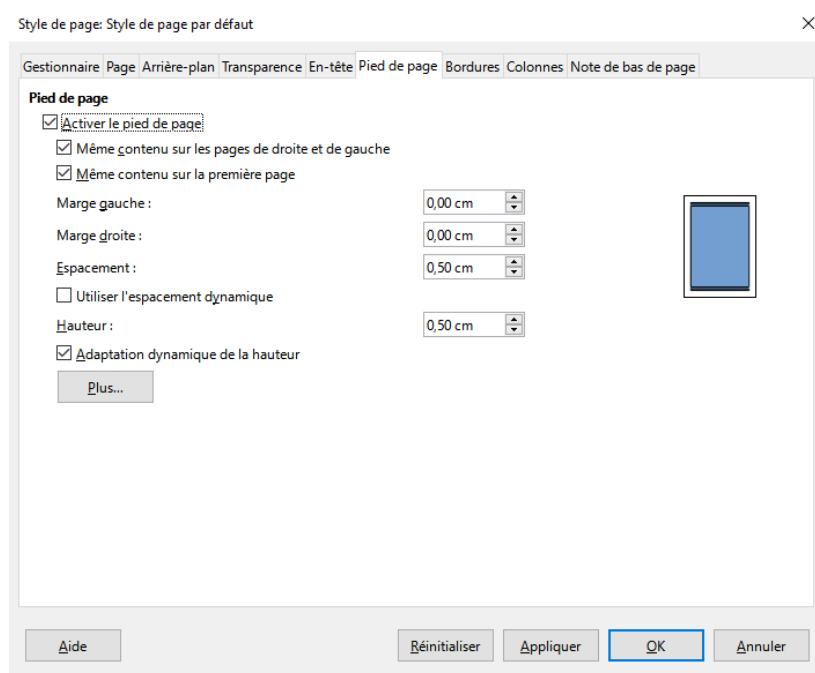 Style de page: Style de page par défaut
Gestionnaire Page Arrière-plan Transparence En-tête Pied de page Bordures Colonnes Note de bas de page
Pied de page
Activer le pied de page
Même contenu sur les pages de droite et de gauche
Même contenu sur la première page
Marge gauche : 0,00 cm
Marge droite : 0,00 cm
Espacement : 0,50 cm
Utiliser l'espacement dynamique
Hauteur : 0,50 cm
Adaptation dynamique de la hauteur
Plus...
Aide Réinitialiser Appliquer OK Annuler